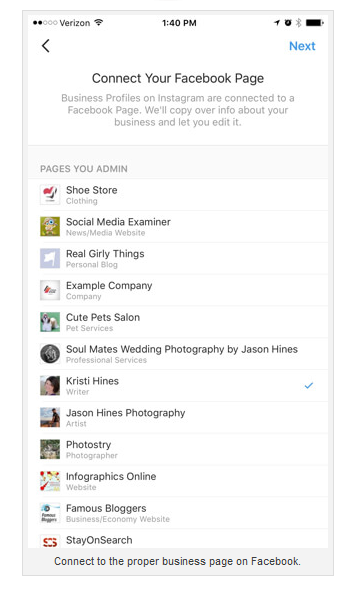 Verizon 1:40 PM
Next
Connect Your Facebook Page
Business Profiles on Instagram are connected to a
Facebook Page. We'll copy over info about your
business and let you edit it.
PAGES YOU ADMIN
Shoe Store
Clothing
Social Media Examiner
News/Media Website
Real Girly Things
Personal Blog
Example Company
Company
Cute Pets Salon
Pet Services
Soul Mates Wedding Photography by Jason Hines
Professional Services
Kristi Hines
Writer
Jason Hines Photography
Artist
Photostry
Photographer
Infographics Online
Website
Famous Bloggers
Business/Economy Website
StayOnSearch
Connect to the proper business page on Facebook.